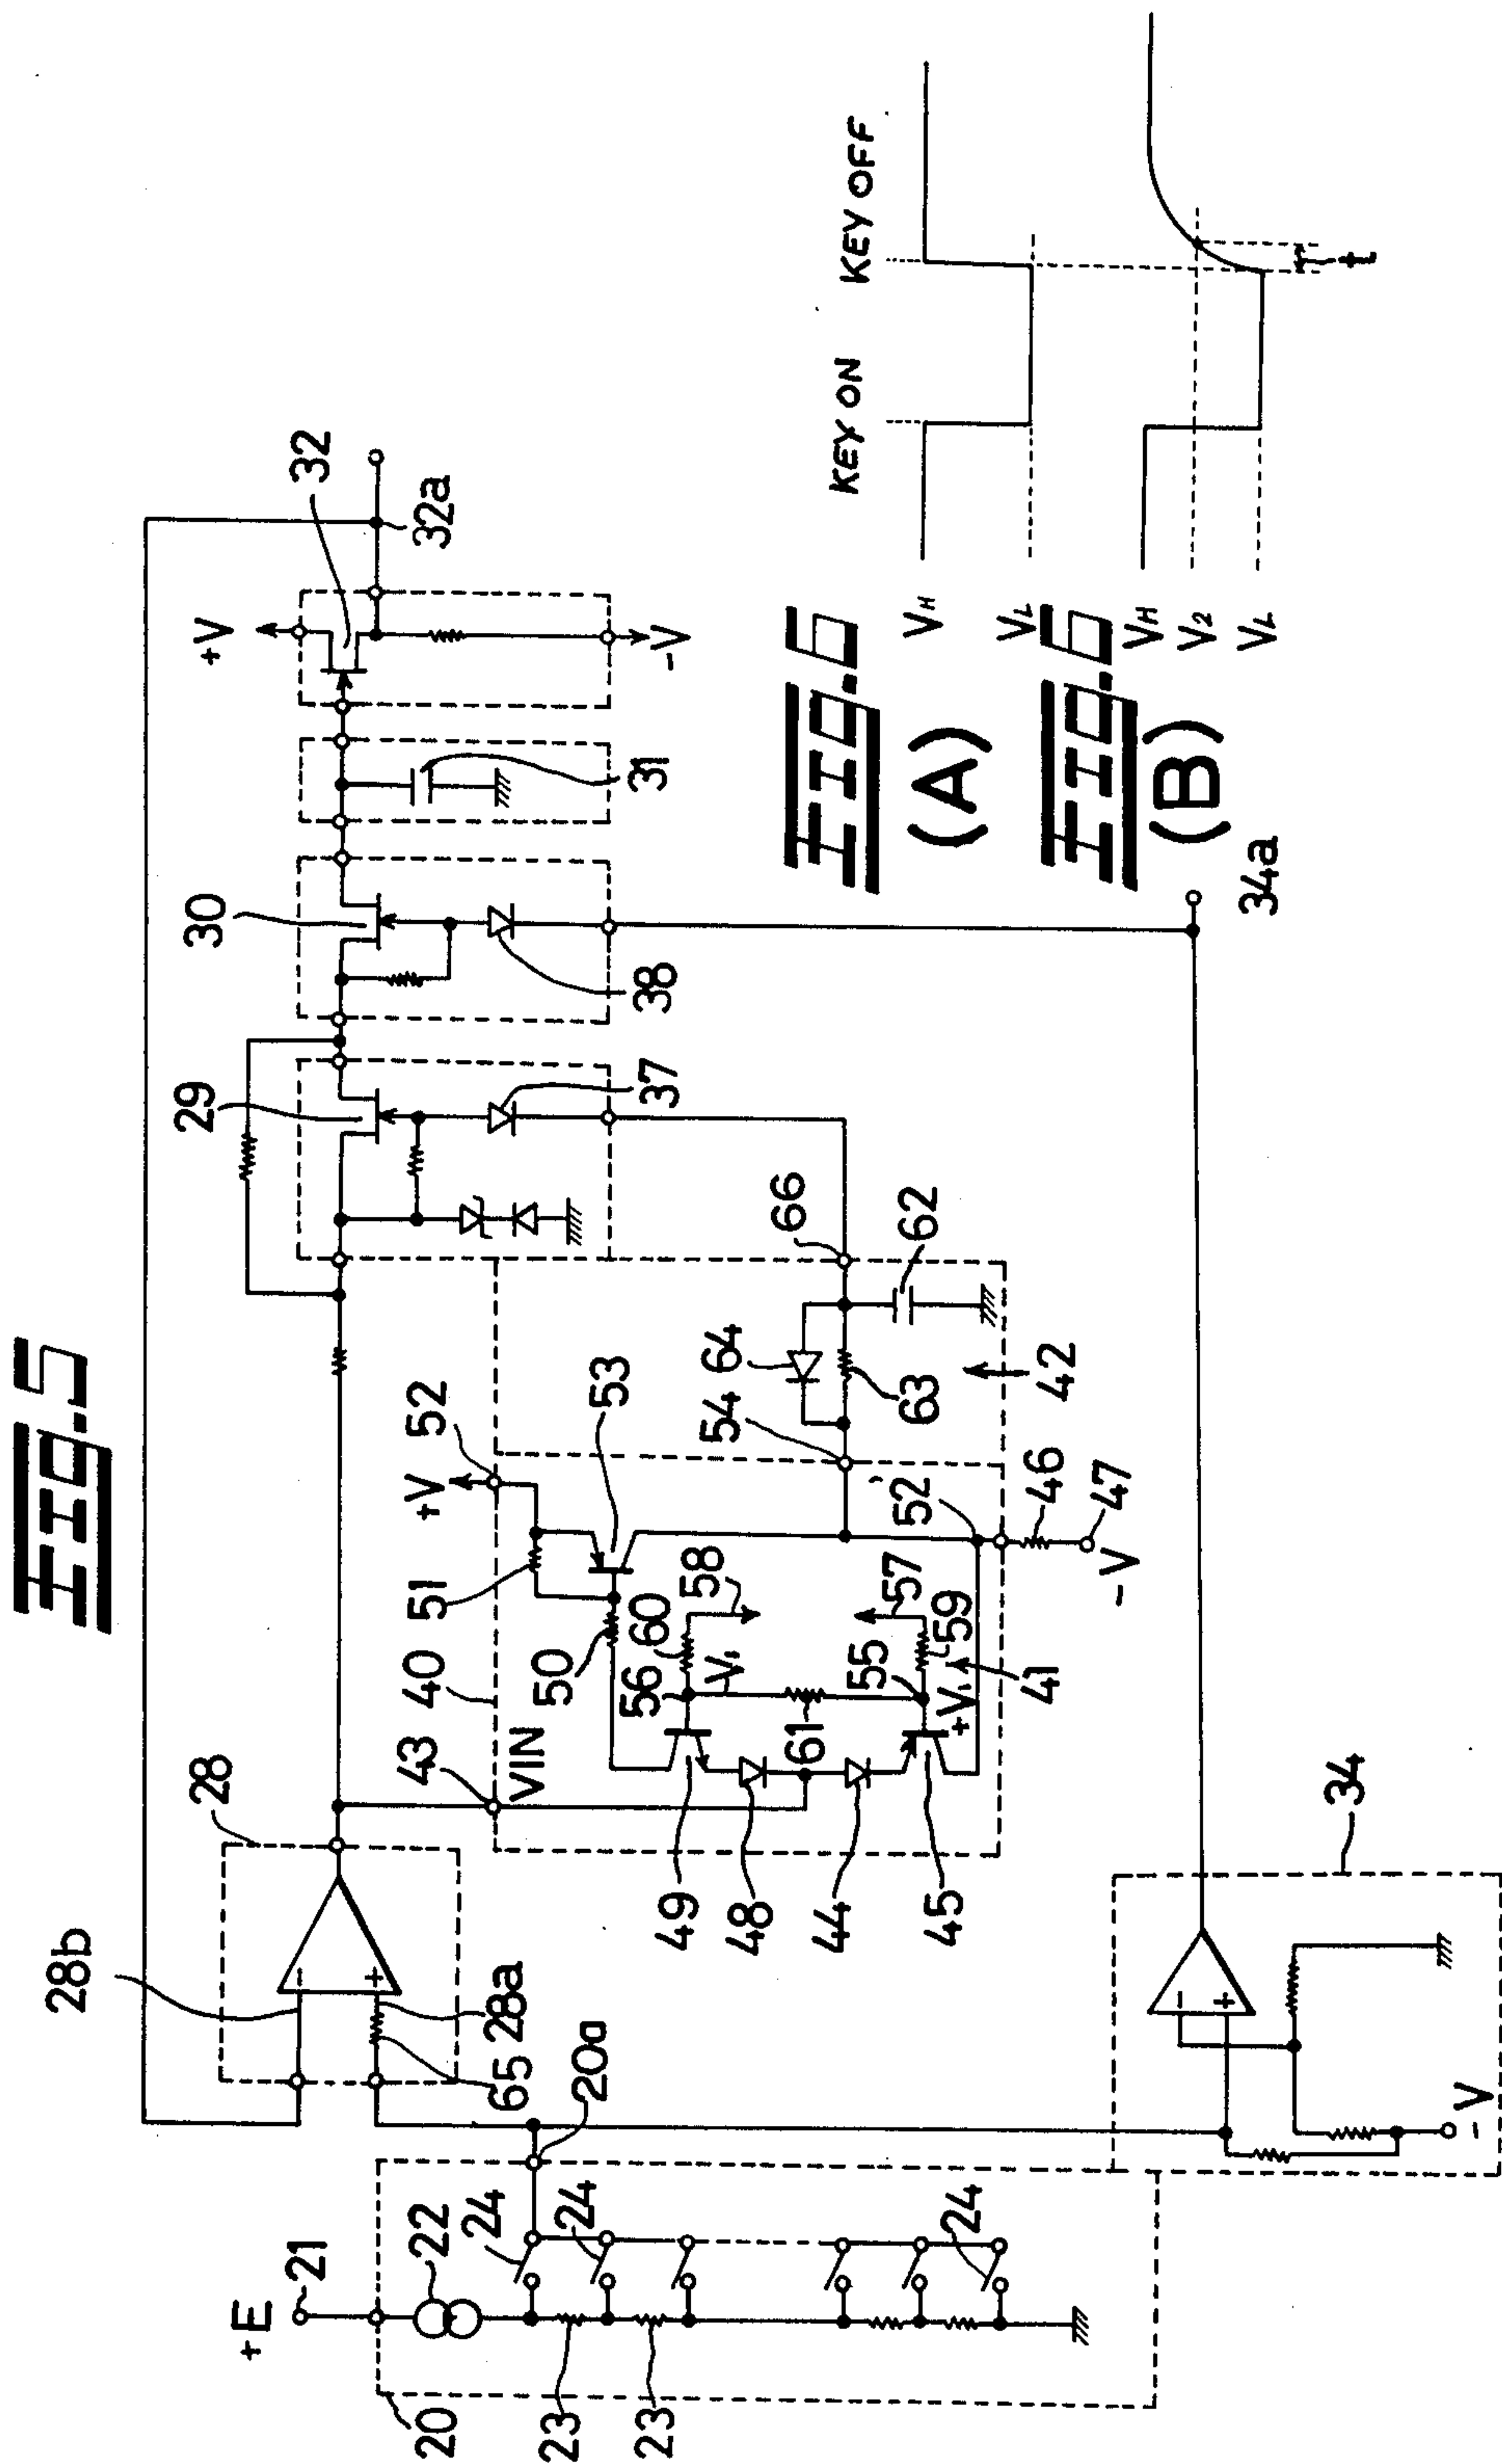 FIG.5
+E
21
20
22
24
24
24
23
23
20a
28b
28
28a
65
43
VIN
40
49
48
44
45
50
51
+V
52
53
56
60
58
V₁
61
55
57
59
+V₁
41
52
46
47
-V
54
64
63
42
62
66
29
37
30
38
31
32
+V
-V
32a
34
-V
34a
FIG.6
(A)
VH
VL
KEY ON
KEY OFF
FIG.6
(B)
VH
V2
VL
t